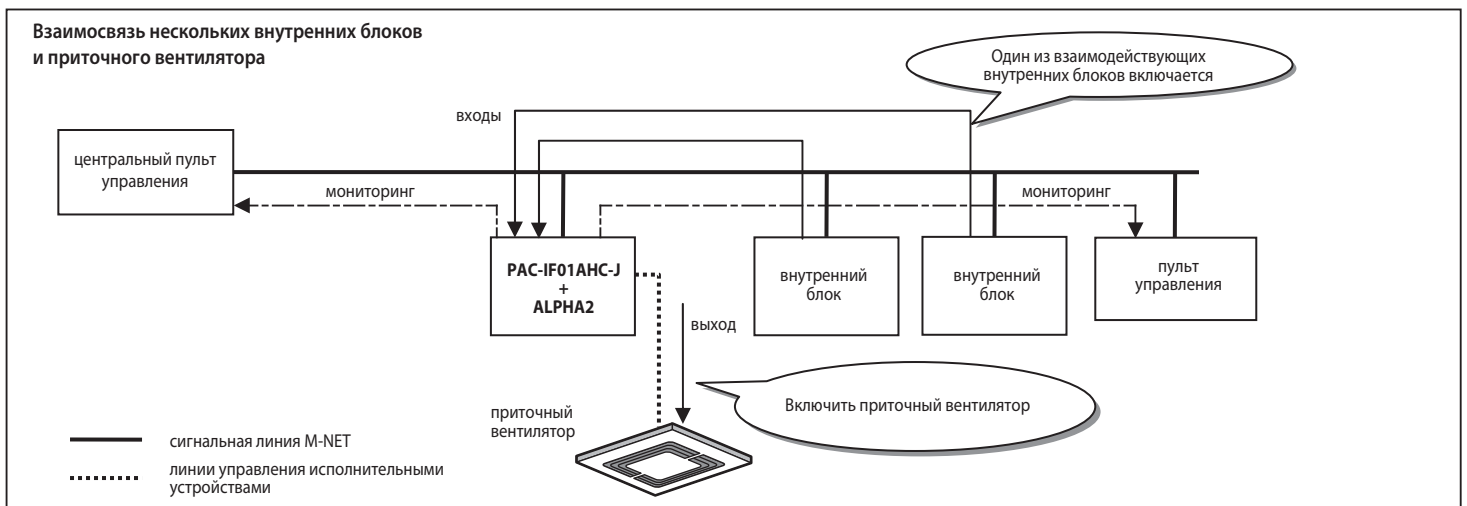 Взаимосвязь нескольких внутренних блоков
и приточного вентилятора
Один из взаимодействующих
внутренних блоков включается
входы
центральный пульт
управления
мониторинг
мониторинг
PAC-IF01AHC-J
+
ALPHA2
внутренний
блок
внутренний
блок
пульт
управления
выход
Включить приточный вентилятор
приточный
вентилятор
сигнальная линия M-NET
линии управления исполнительными
устройствами